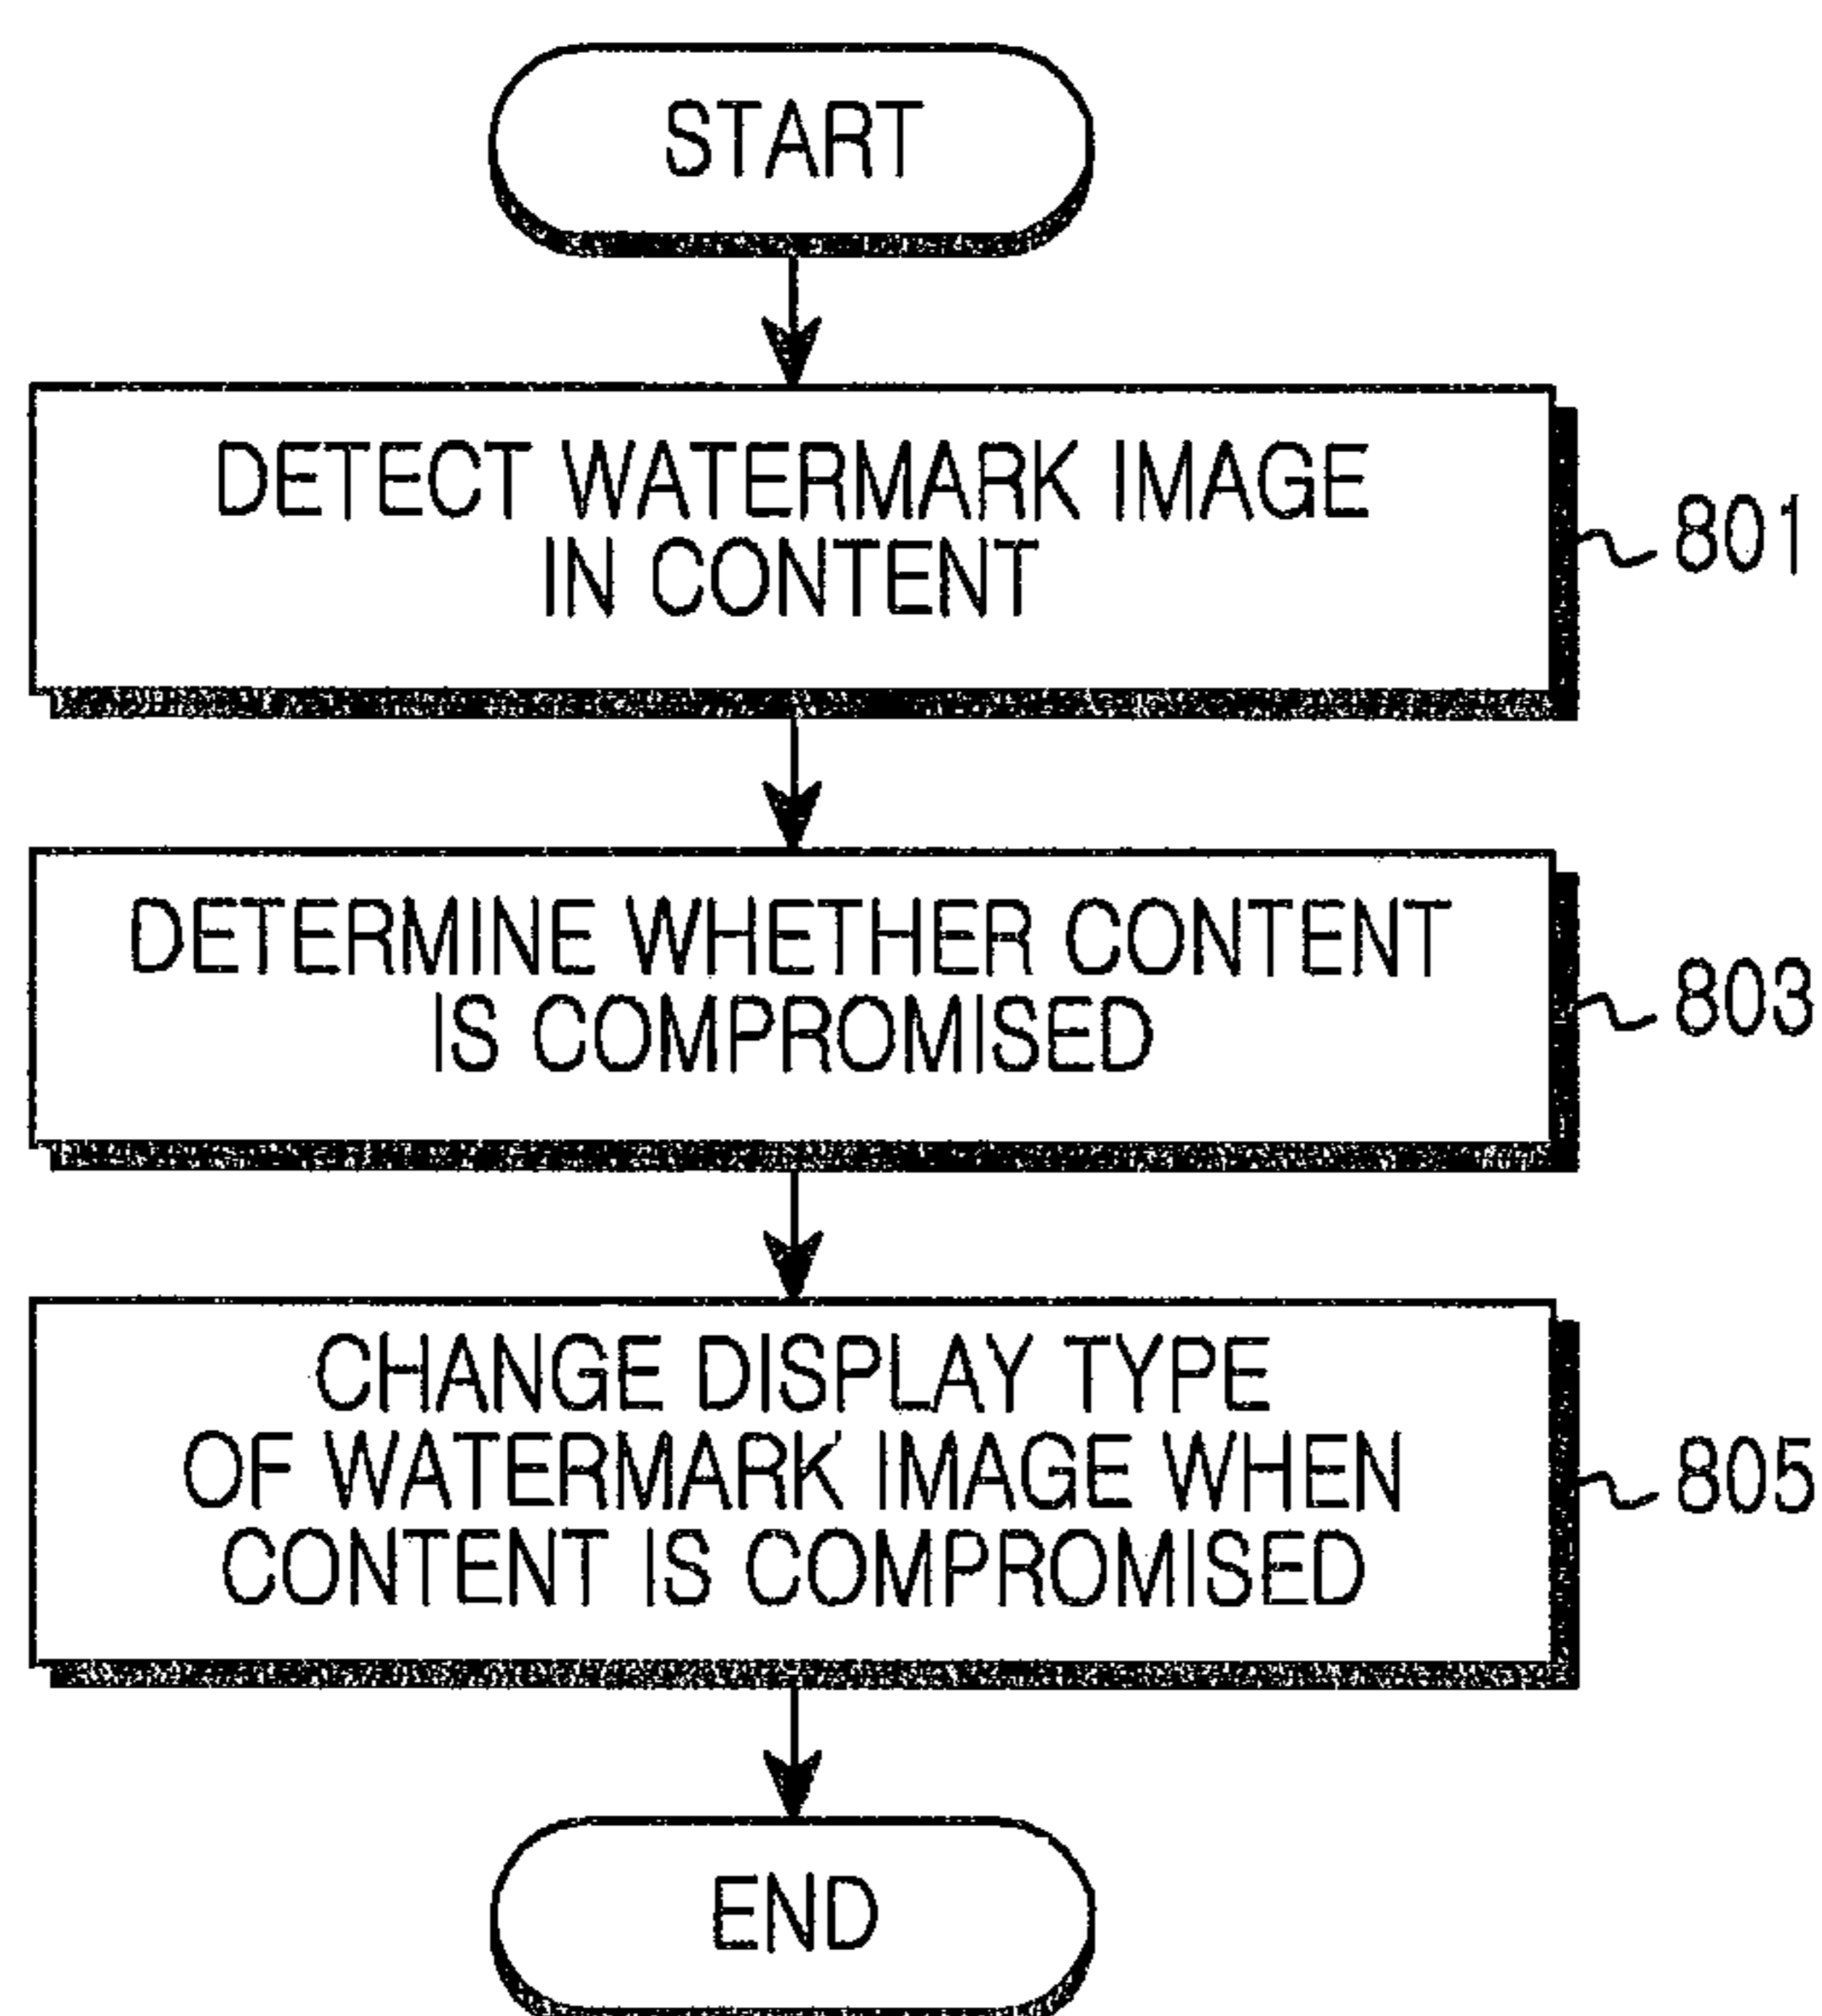 START
DETECT WATERMARK IMAGE
IN CONTENT
801
DETERMINE WHETHER CONTENT
IS COMPROMISED
803
CHANGE DISPLAY TYPE
OF WATERMARK IMAGE WHEN
CONTENT IS COMPROMISED
805
END